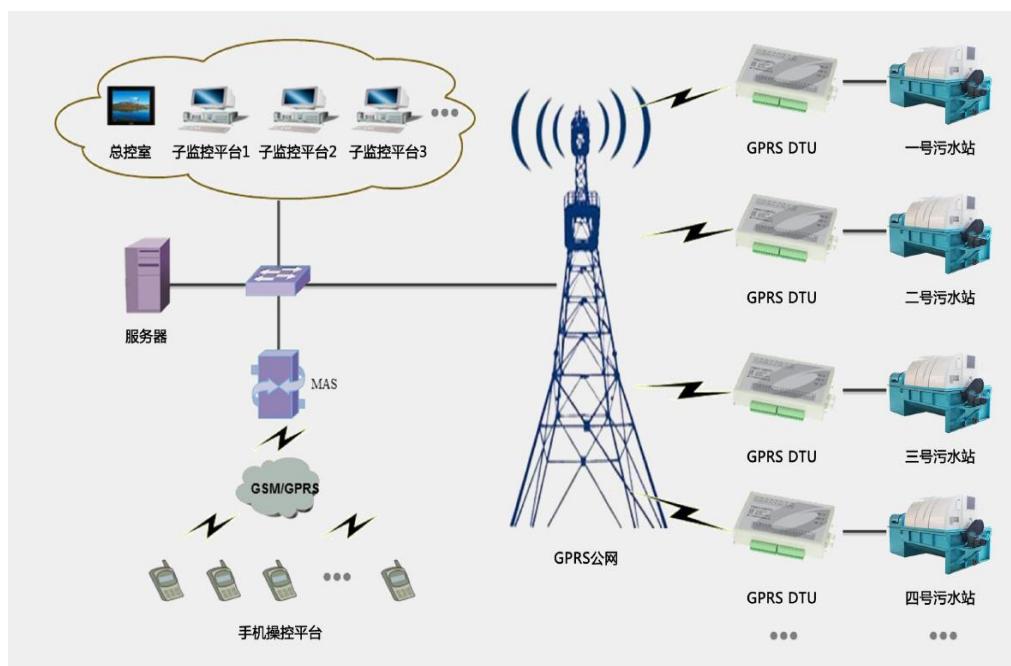 总控室
子监控平台1
子监控平台2
子监控平台3
服务器
MAS
GSM/GPRS
手机操控平台
GPRS公网
GPRS DTU
一号污水站
GPRS DTU
二号污水站
GPRS DTU
三号污水站
GPRS DTU
四号污水站